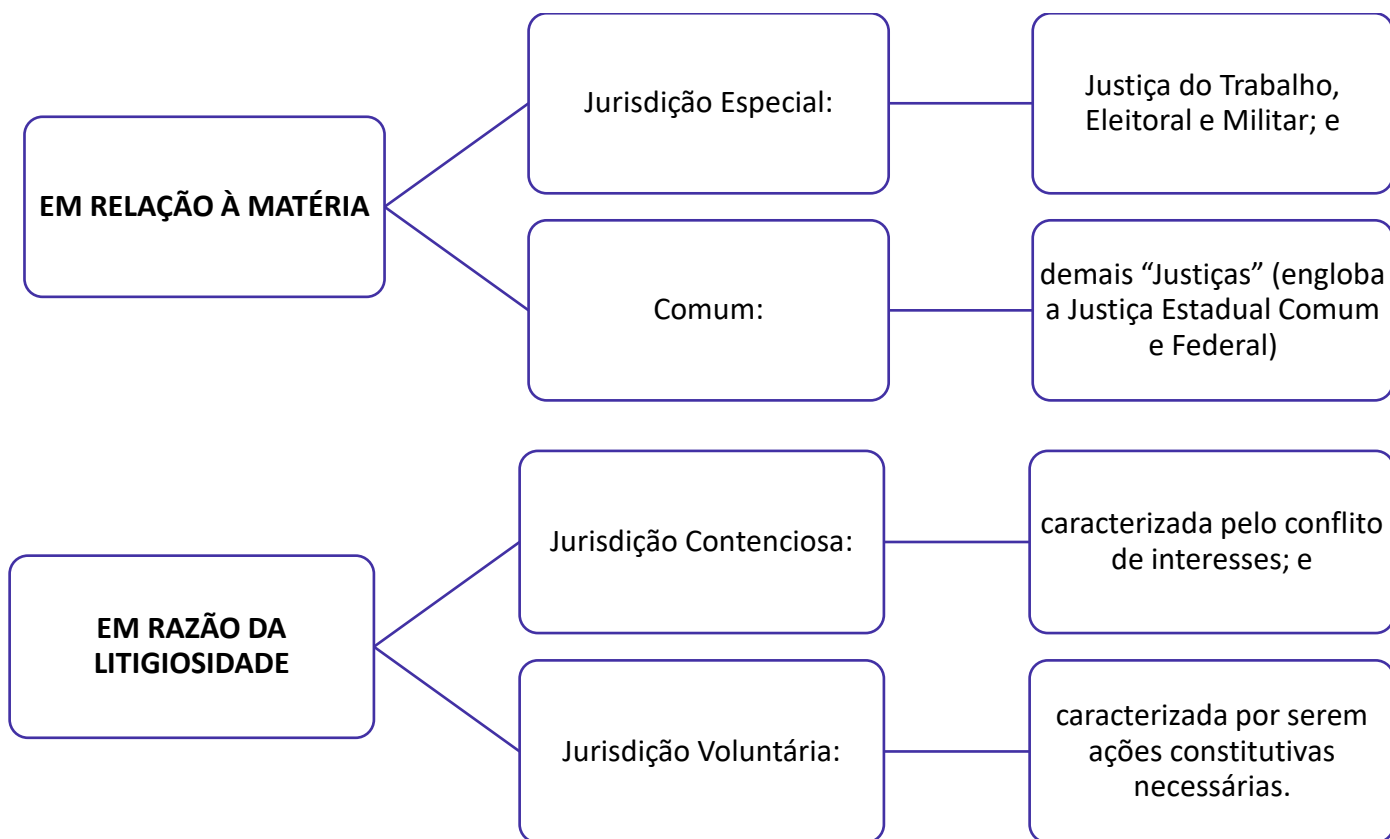 EM RELAÇÃO À MATÉRIA
Jurisdição Especial:
Justiça do Trabalho,
Eleitoral e Militar; e
Comum:
demais “Justiças” (engloba
a Justiça Estadual Comum
e Federal)
EM RAZÃO DA
LITIGIOSIDADE
Jurisdição Contenciosa:
caracterizada pelo conflito
de interesses; e
Jurisdição Voluntária:
caracterizada por serem
ações constitutivas
necessárias.